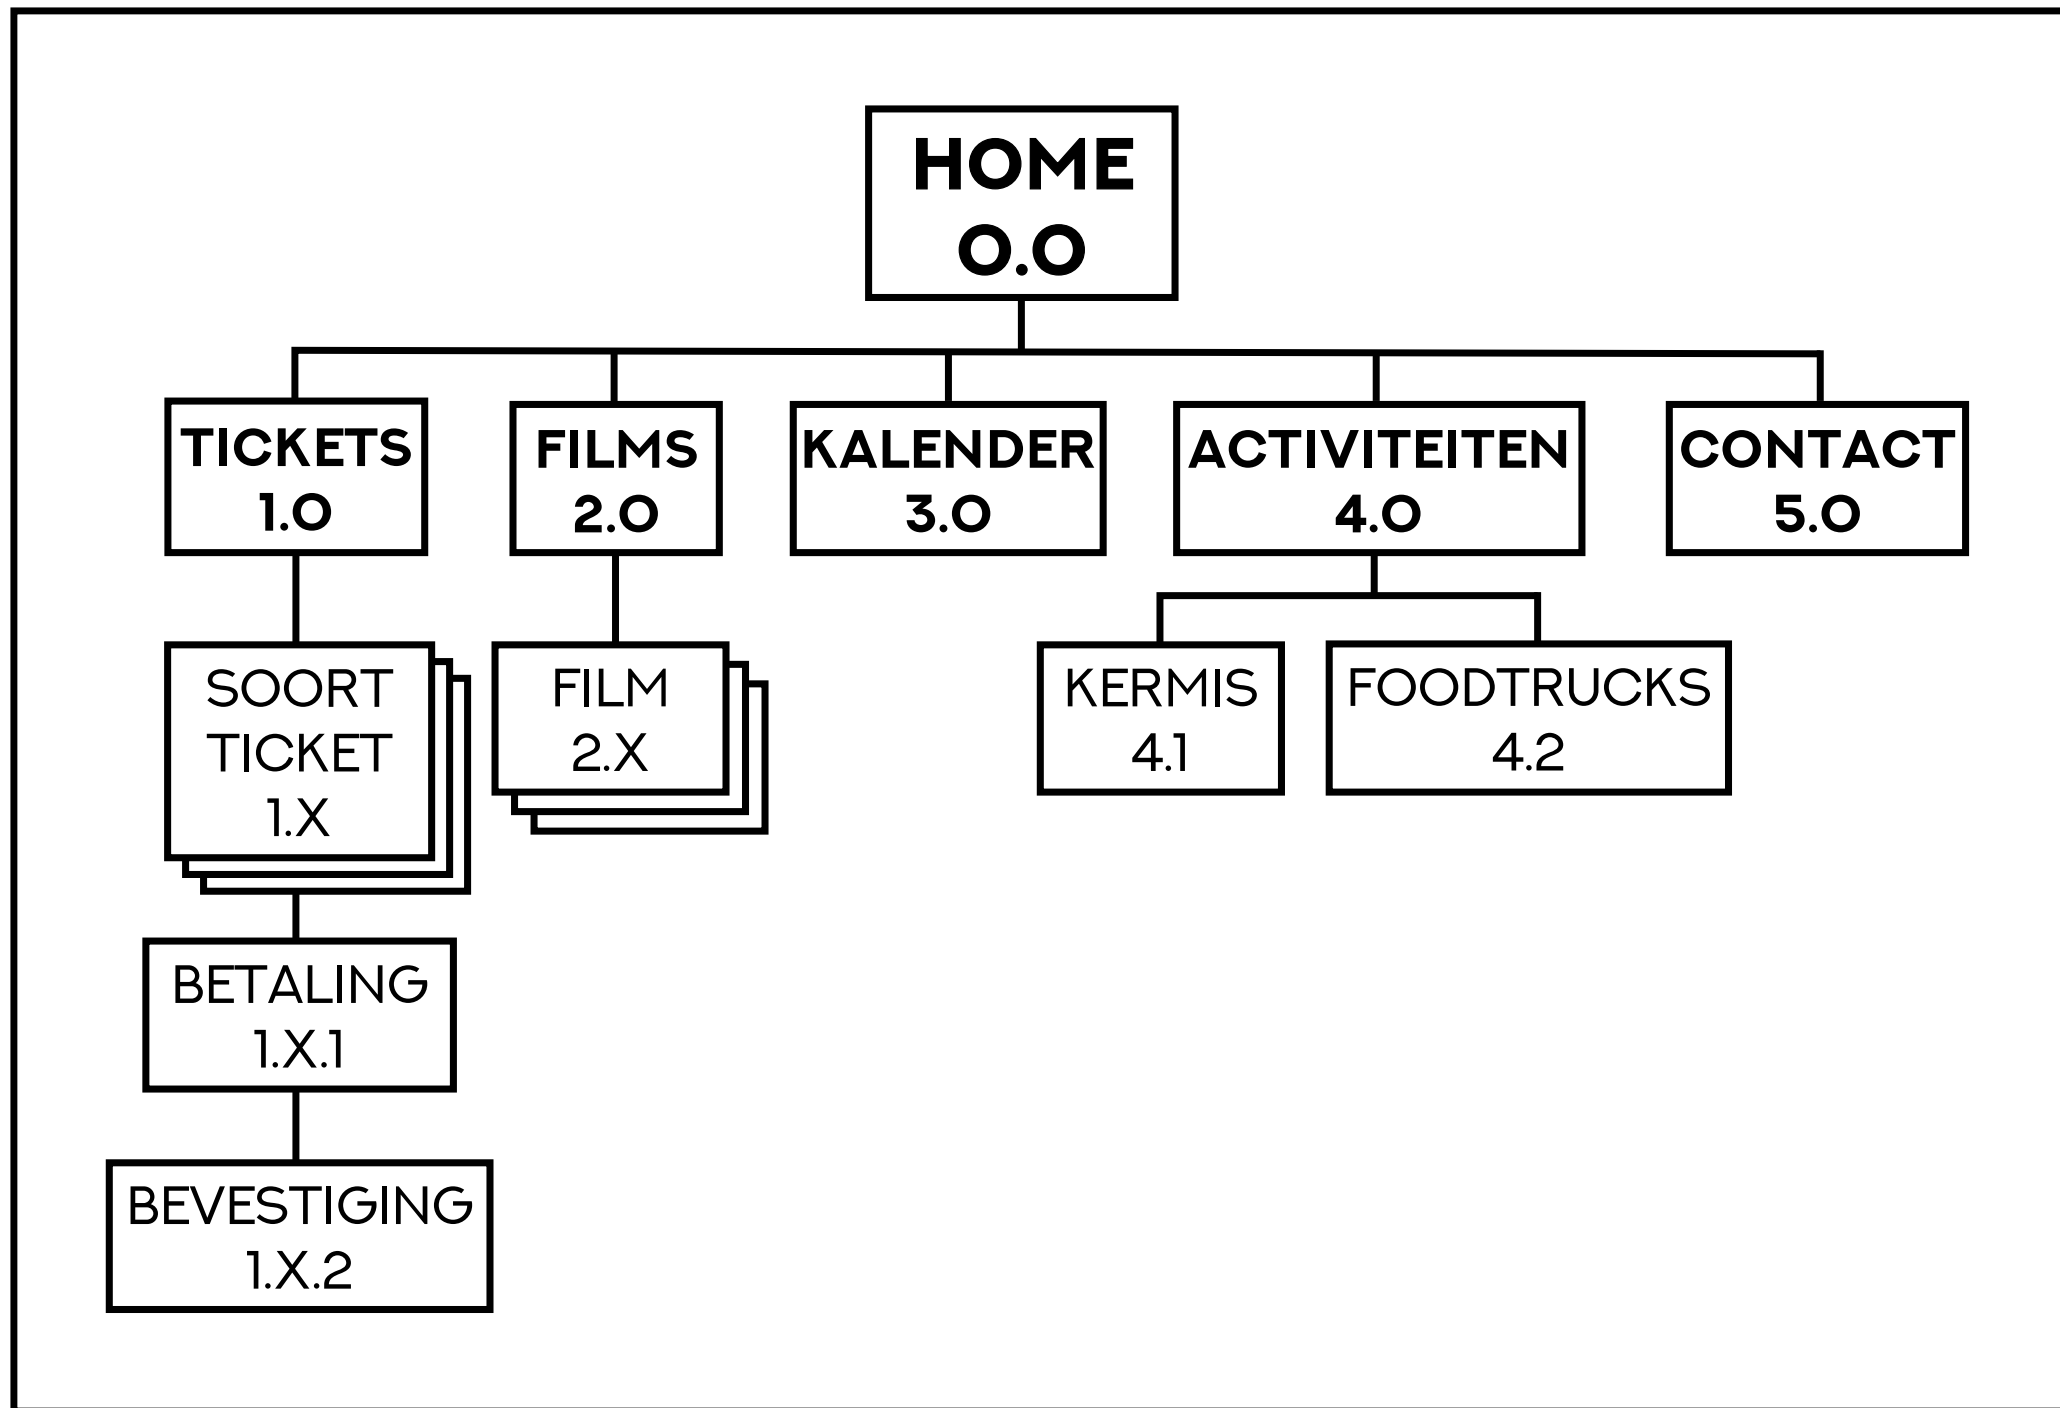 HOME
0.0
TICKETS
1.0
FILMS
2.0
KALENDER
3.0
ACTIVITEITEN
4.0
CONTACT
5.0
SOORT
TICKET
1.X
FILM
2.X
KERMIS
4.1
FOODTRUCKS
4.2
BETALING
1.X.1
BEVESTIGING
1.X.2